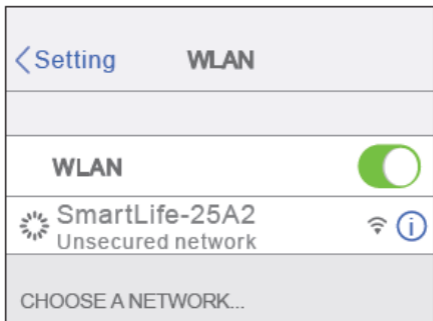 Setting WLAN
WLAN
SmartLife-25A2
Unsecured network
CHOOSE A NETWORK...